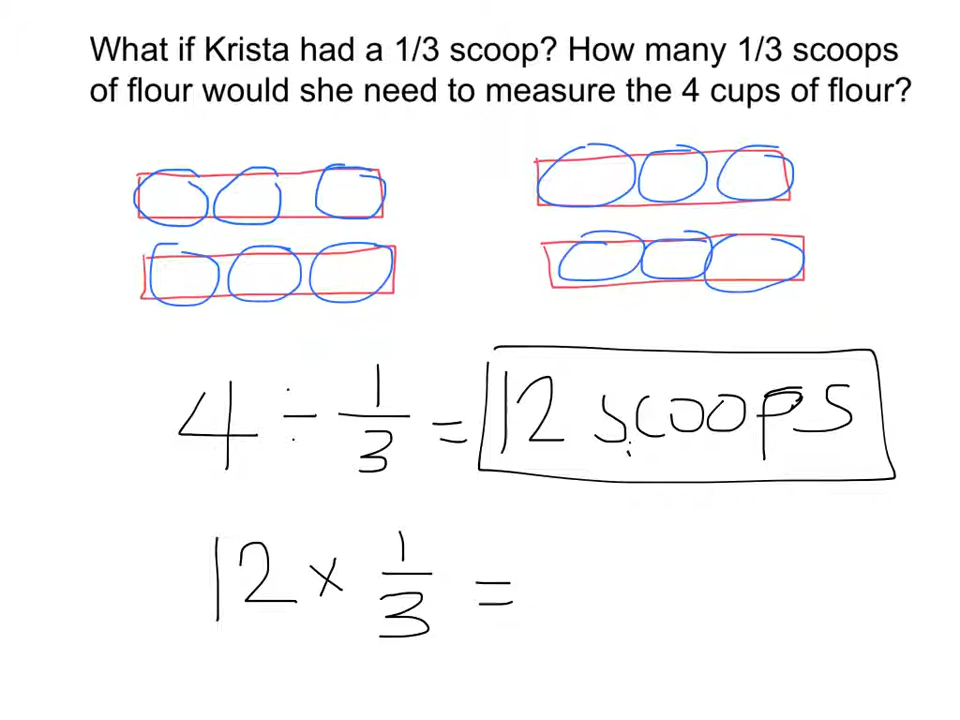 What if Krista had a 1/3 scoop? How many 1/3 scoops
of flour would she need to measure the 4 cups of flour?
4 ÷ 1/3 = 12 scoops
12 × 1/3 =